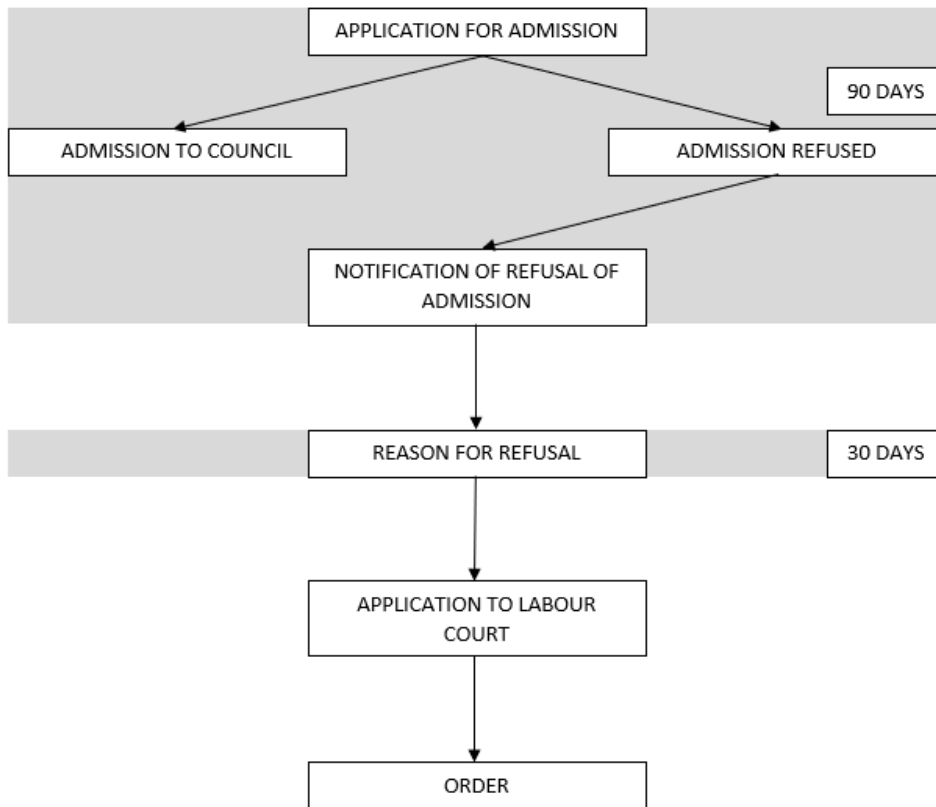 APPLICATION FOR ADMISSION
90 DAYS
ADMISSION TO COUNCIL
ADMISSION REFUSED
NOTIFICATION OF REFUSAL OF
ADMISSION
REASON FOR REFUSAL
30 DAYS
APPLICATION TO LABOUR
COURT
ORDER